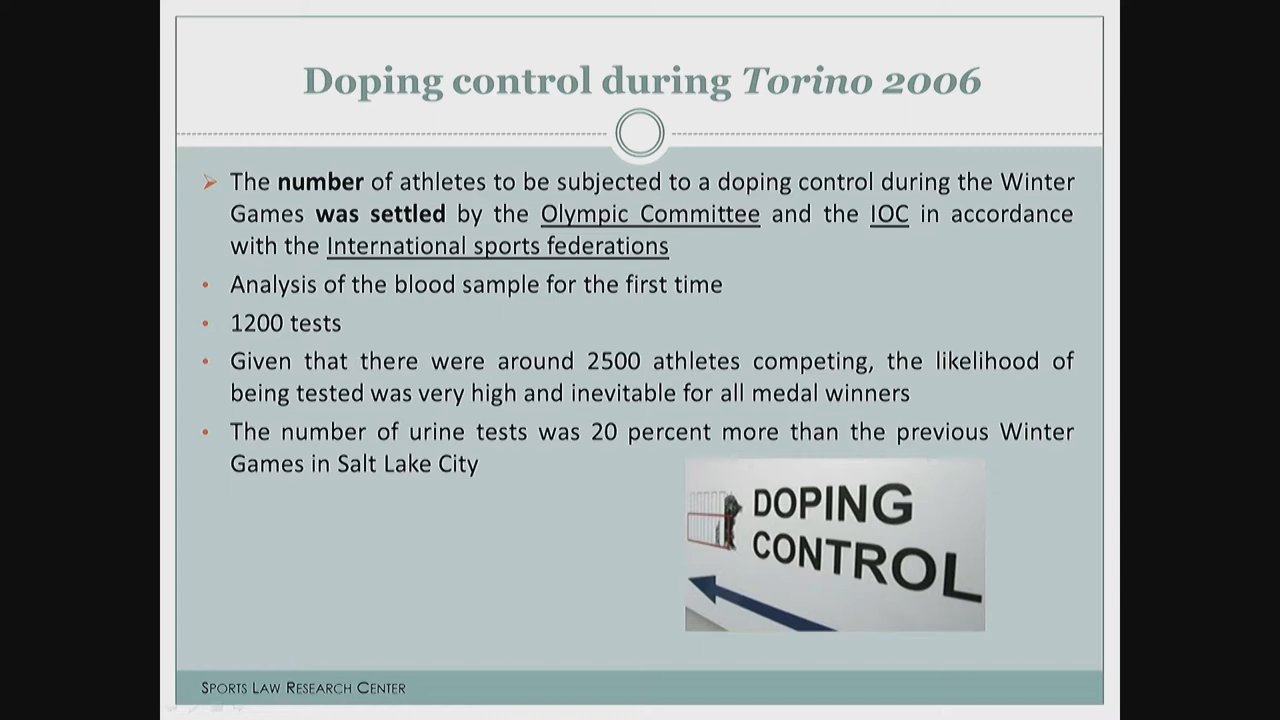 Doping control during Torino 2006
The number of athletes to be subjected to a doping control during the Winter
Games was settled by the Olympic Committee and the IOC in accordance
with the International sports federations
Analysis of the blood sample for the first time
1200 tests
Given that there were around 2500 athletes competing, the likelihood of
being tested was very high and inevitable for all medal winners
The number of urine tests was 20 percent more than the previous Winter
Games in Salt Lake City
DOPING
CONTROL
SPORTS LAW RESEARCH CENTER